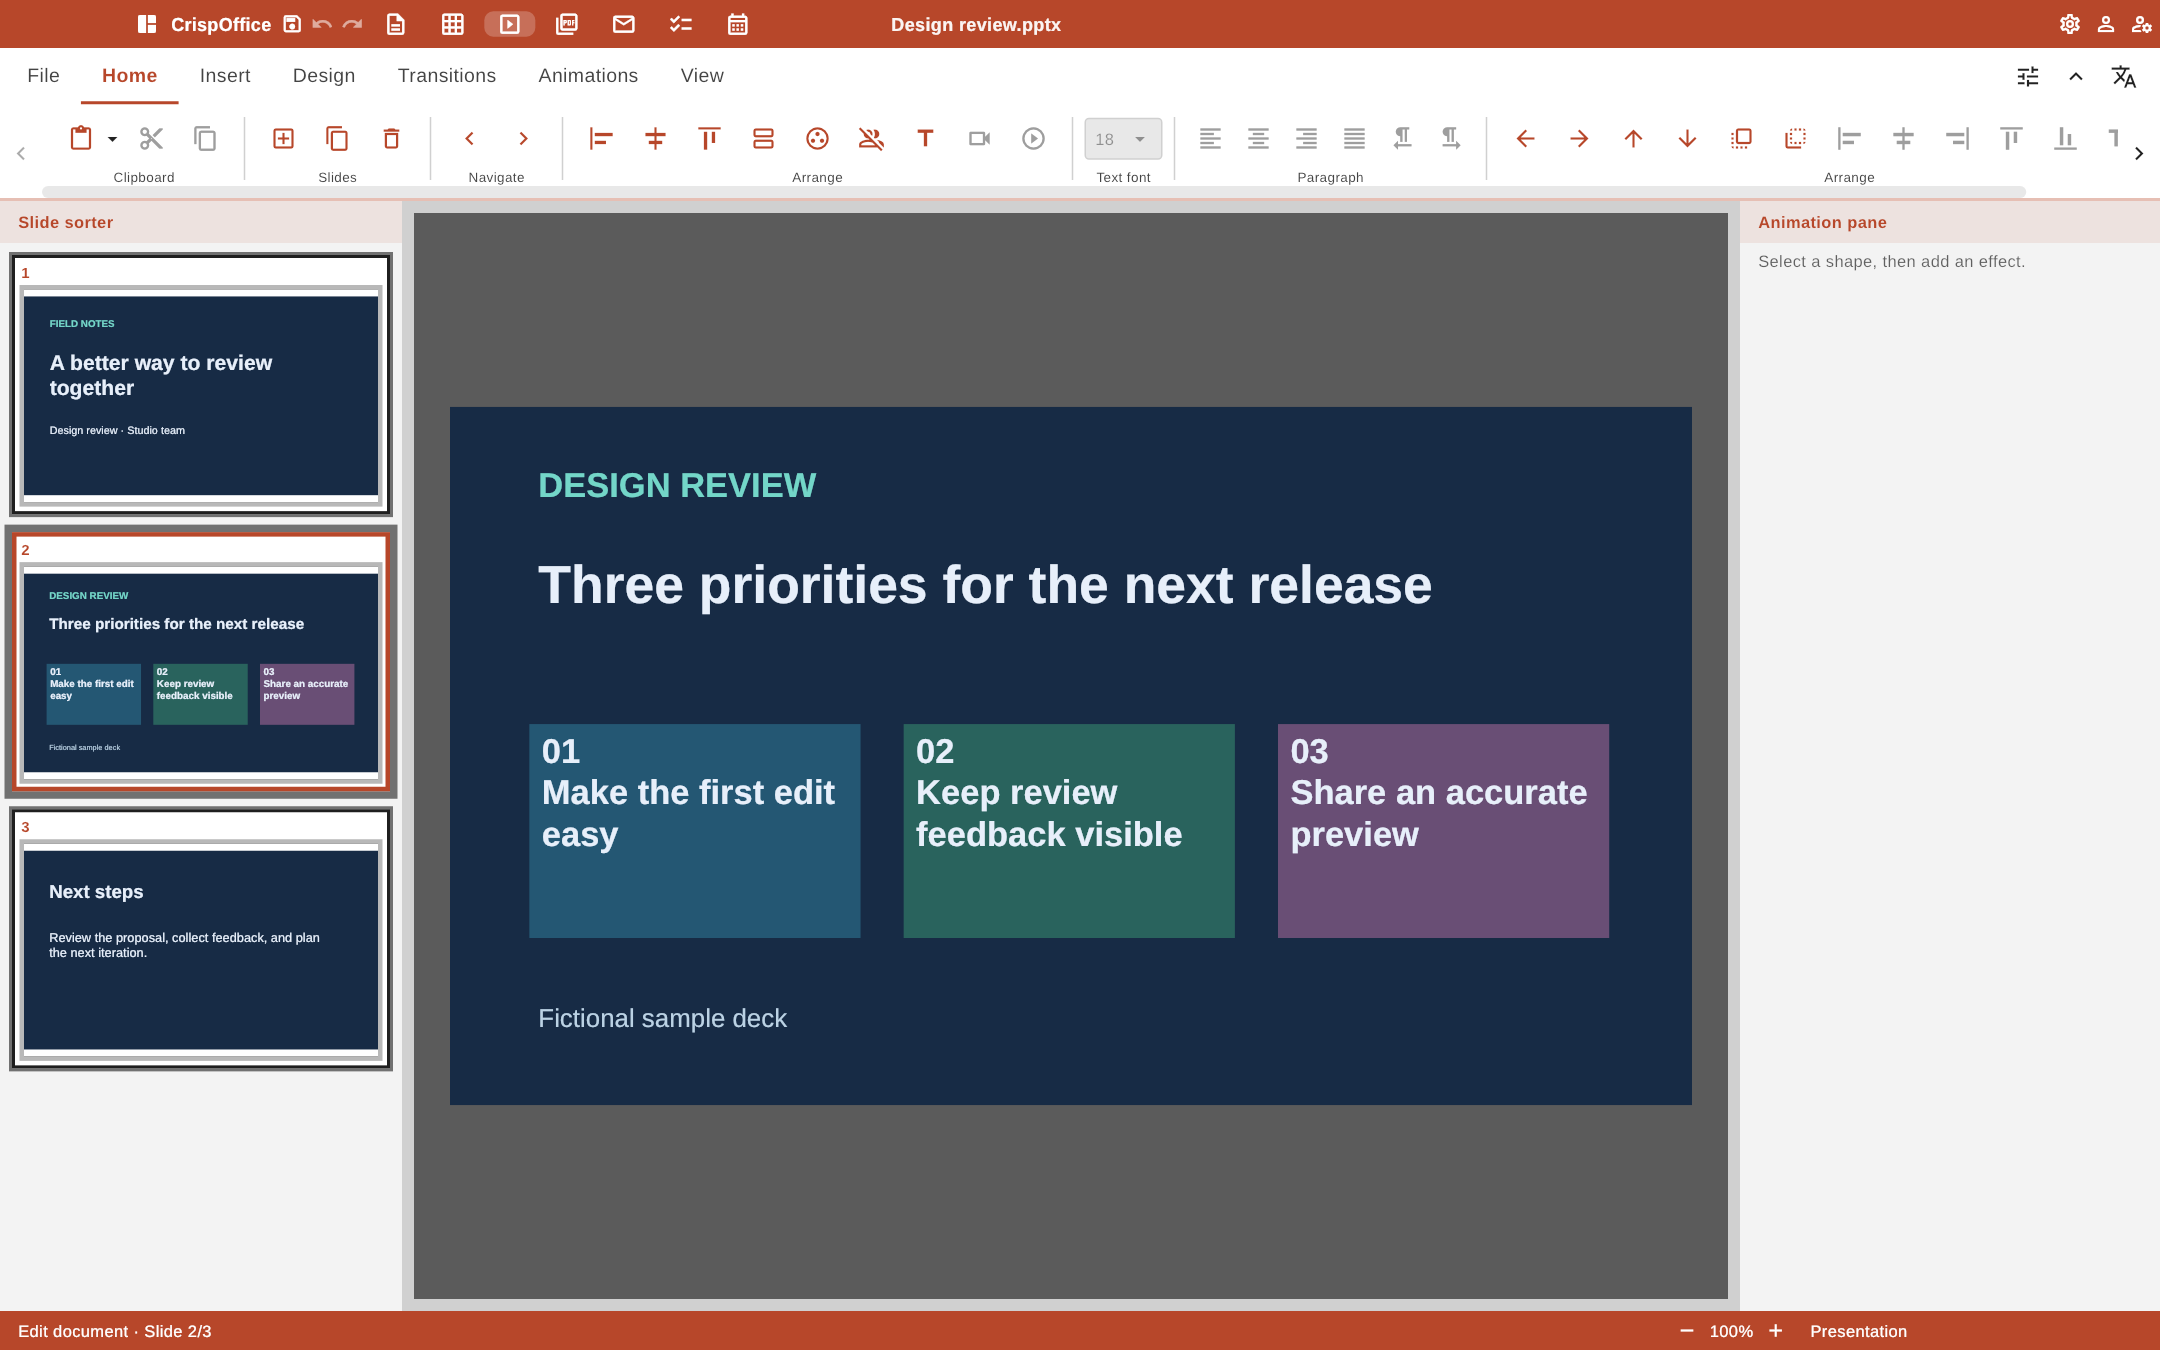 CrispOffice
PDF
Design review.pptx
File
Home
Insert
Design
Transitions
Animations
View
18
Clipboard
Slides
Navigate
Arrange
Text font
Paragraph
Arrange
Slide sorter
1
FIELD NOTES
A better way to review
together
Design review · Studio team
2
DESIGN REVIEW
Three priorities for the next release
01
Make the first edit
easy
02
Keep review
feedback visible
03
Share an accurate
preview
Fictional sample deck
3
Next steps
Review the proposal, collect feedback, and plan
the next iteration.
DESIGN REVIEW
Three priorities for the next release
01
Make the first edit
easy
02
Keep review
feedback visible
03
Share an accurate
preview
Fictional sample deck
Animation pane
Select a shape, then add an effect.
Edit document · Slide 2/3
100%
Presentation